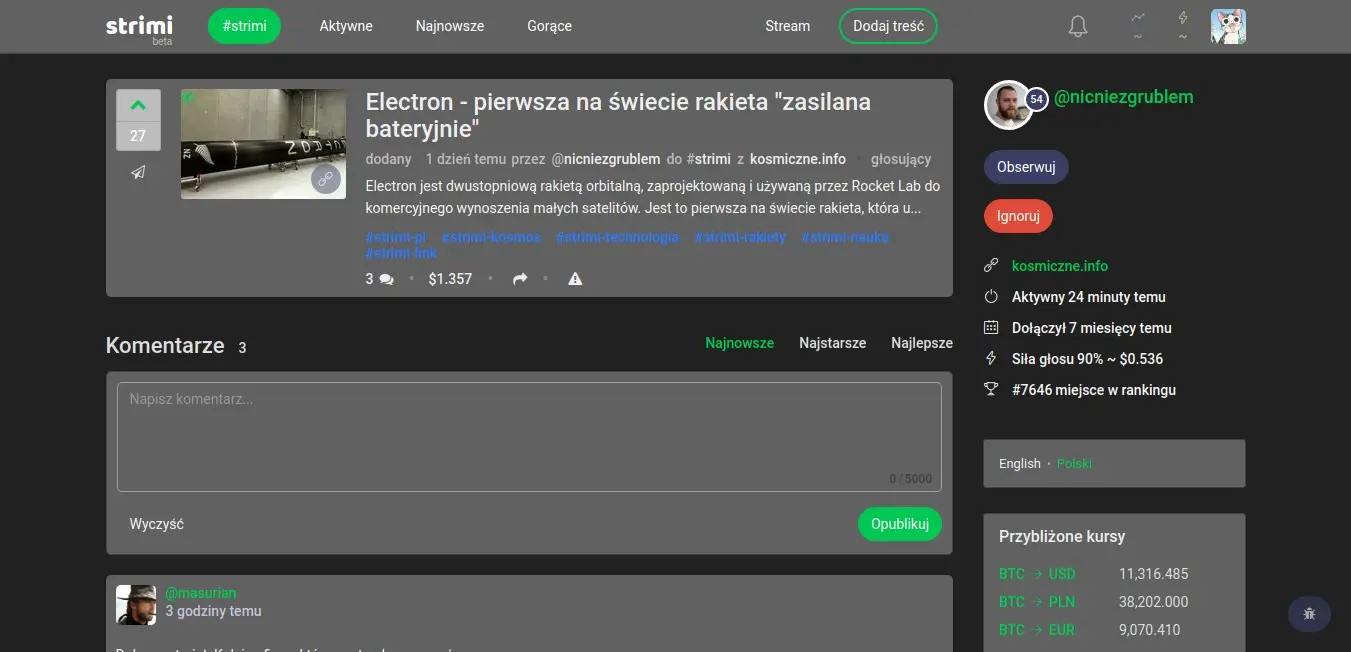 strimi
beta
#strimi
Aktywne
Najnowsze
Gorące
Stream
Dodaj treść
~
~
27
Electron - pierwsza na świecie rakieta "zasilana
bateryjnie"
dodany 1 dzień temu przez @nicniezgrublem do #strimi z kosmiczne.info · głosujący
Electron jest dwustopniową rakietą orbitalną, zaprojektowaną i używaną przez Rocket Lab do
komercyjnego wynoszenia małych satelitów. Jest to pierwsza na świecie rakieta, która u...
#strimi-pl #strimi-kosmos #strimi-technologia #strimi-rakiety #strimi-nauka
#strimi-link
3 • $1.357 • •
Komentarze 3
Najnowsze
Najstarsze
Najlepsze
Napisz komentarz...
0 / 5000
Wyczyść
Opublikuj
@masurian
3 godziny temu
54
@nicniezgrublem
Obserwuj
Ignoruj
kosmiczne.info
Aktywny 24 minuty temu
Dołączył 7 miesięcy temu
Siła głosu 90% ~ $0.536
#7646 miejsce w rankingu
English • Polski
Przybliżone kursy
BTC → USD 11,316.485
BTC → PLN 38,202.000
BTC → EUR 9,070.410